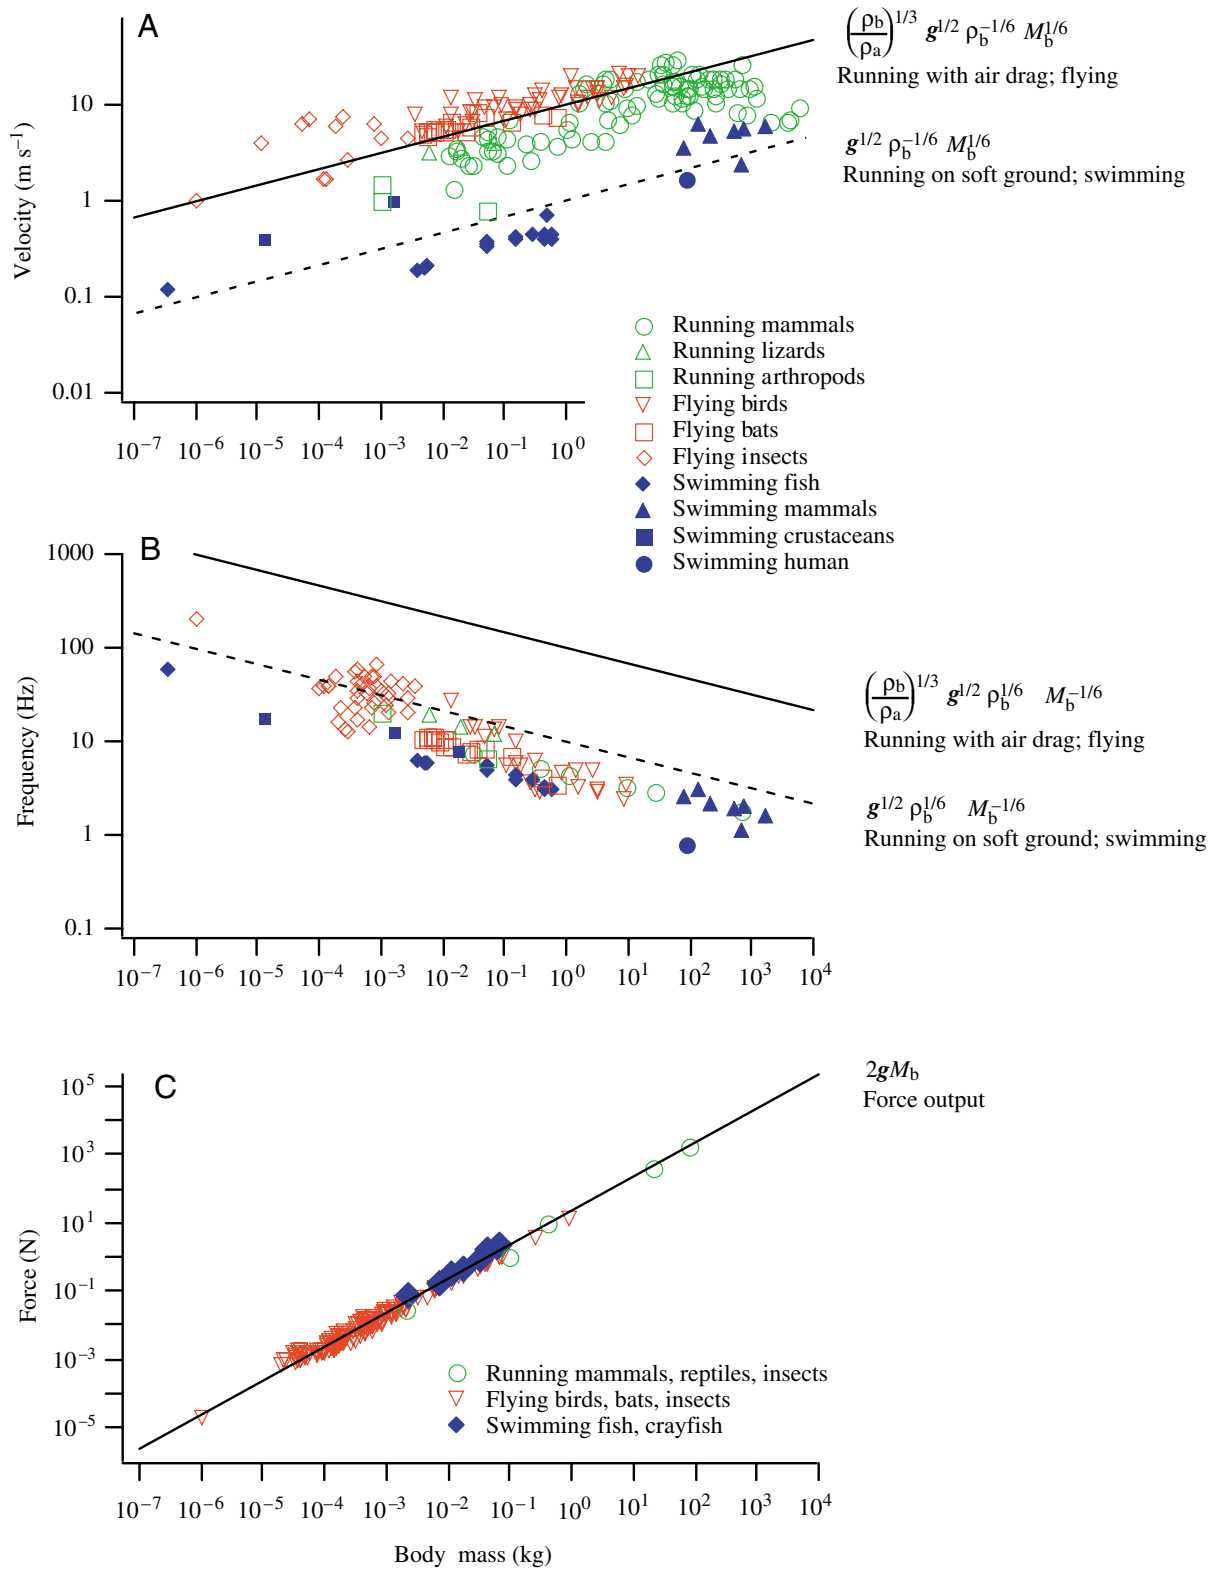 A
(ρb/ρa)^1/3 g^1/2 ρb^−1/6 Mb^1/6
Running with air drag; flying
g^1/2 ρb^−1/6 Mb^1/6
Running on soft ground; swimming
Velocity (m s^−1)
10
1
0.1
0.01
10^−7 10^−6 10^−5 10^−4 10^−3 10^−2 10^−1 10^0
Running mammals
Running lizards
Running arthropods
Flying birds
Flying bats
Flying insects
Swimming fish
Swimming mammals
Swimming crustaceans
Swimming human
B
Frequency (Hz)
1000
100
10
1
0.1
(ρb/ρa)^1/3 g^1/2 ρb^1/6 Mb^−1/6
Running with air drag; flying
g^1/2 ρb^1/6 Mb^−1/6
Running on soft ground; swimming
10^−7 10^−6 10^−5 10^−4 10^−3 10^−2 10^−1 10^0 10^1 10^2 10^3 10^4
C
2gMb
Force output
Force (N)
10^5
10^3
10^1
10^−1
10^−3
10^−5
Running mammals, reptiles, insects
Flying birds, bats, insects
Swimming fish, crayfish
10^−7 10^−6 10^−5 10^−4 10^−3 10^−2 10^−1 10^0 10^1 10^2 10^3 10^4
Body mass (kg)